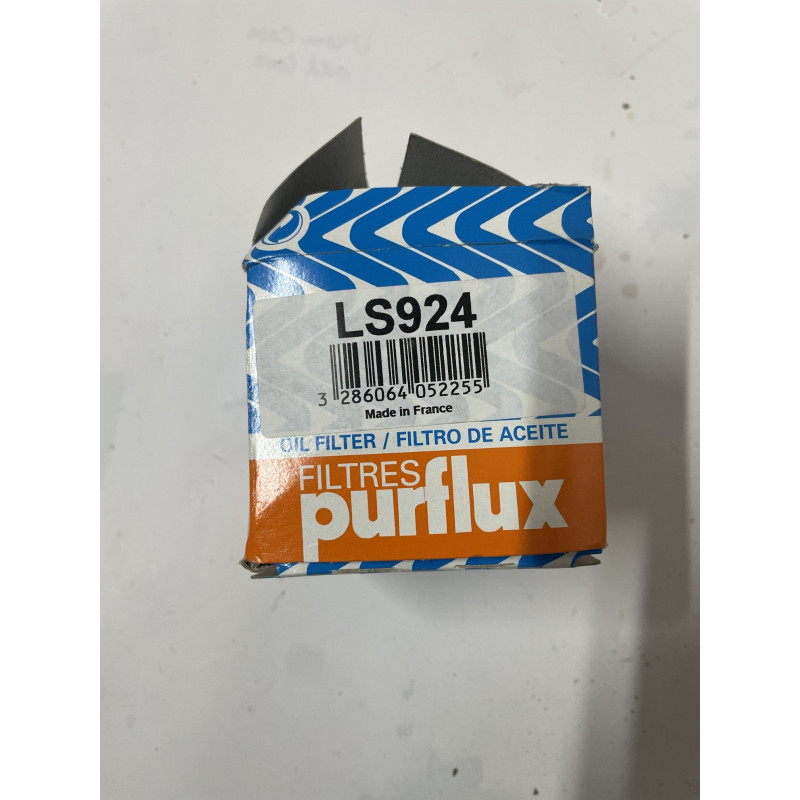 LS924
3 286064 052255
Made in France
OIL FILTER / FILTRO DE ACEITE
FILTRES
purflux